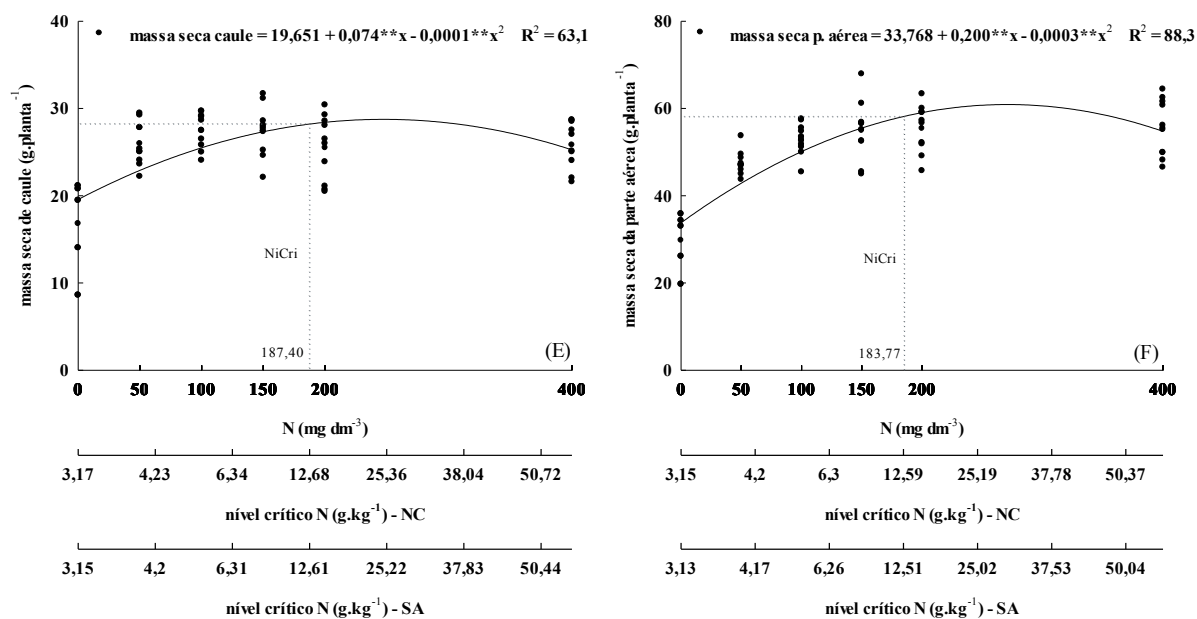 massa seca caule = 19,651 + 0,074**x - 0,0001**x² R² = 63,1
40
30
20
10
0
massa seca de caule (g.planta⁻¹)
NiCri
187,40
(E)
0 50 100 150 200 400
N (mg dm⁻³)
3,17 4,23 6,34 12,68 25,36 38,04 50,72
nível crítico N (g.kg⁻¹) - NC
3,15 4,2 6,31 12,61 25,22 37,83 50,44
nível crítico N (g.kg⁻¹) - SA
massa seca p. aérea = 33,768 + 0,200**x - 0,0003**x² R² = 88,3
80
60
40
20
0
massa seca da parte aérea (g.planta⁻¹)
NiCri
183,77
(F)
0 50 100 150 200 400
N (mg dm⁻³)
3,15 4,2 6,3 12,59 25,19 37,78 50,37
nível crítico N (g.kg⁻¹) - NC
3,13 4,17 6,26 12,51 25,02 37,53 50,04
nível crítico N (g.kg⁻¹) - SA